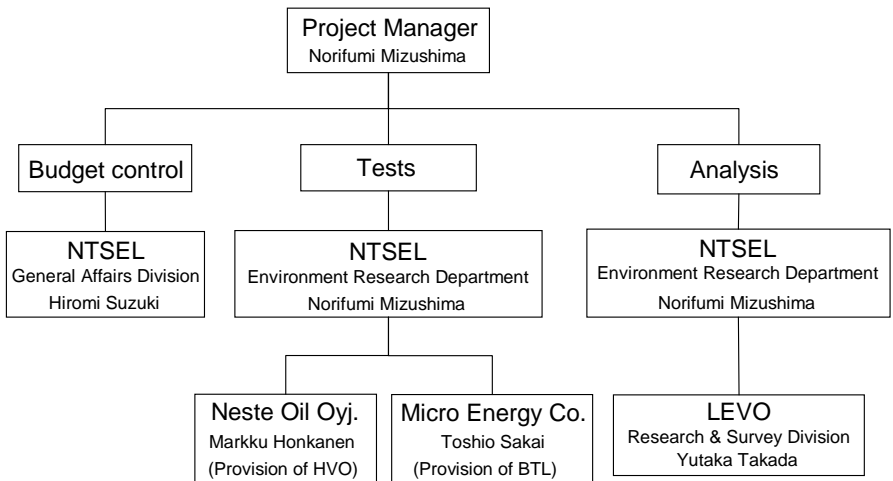 Project Manager
Norifumi Mizushima
Budget control
Tests
Analysis
NTSEL
General Affairs Division
Hiromi Suzuki
NTSEL
Environment Research Department
Norifumi Mizushima
NTSEL
Environment Research Department
Norifumi Mizushima
Neste Oil Oyj.
Markku Honkanen
(Provision of HVO)
Micro Energy Co.
Toshio Sakai
(Provision of BTL)
LEVO
Research & Survey Division
Yutaka Takada